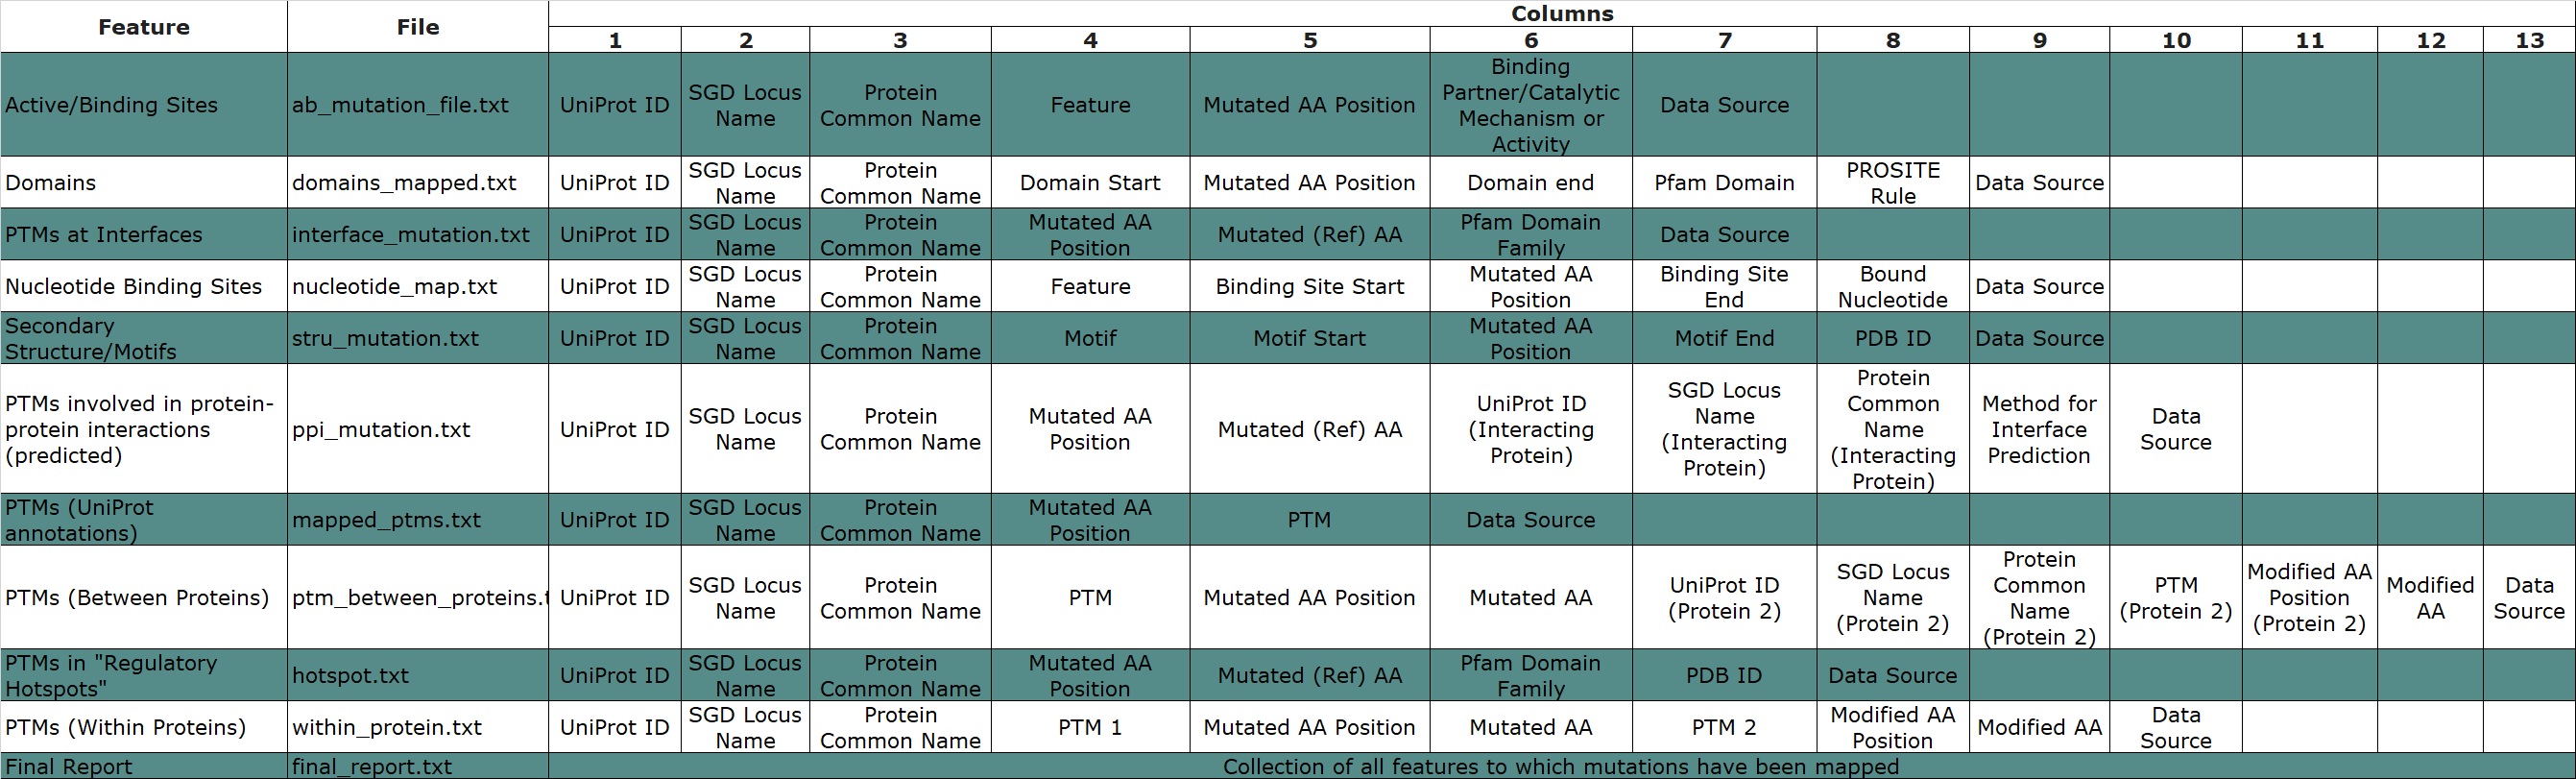 Feature	File	Columns
1	2	3	4	5	6	7	8	9	10	11	12	13
Active/Binding Sites	ab_mutation_file.txt	UniProt ID	SGD Locus Name	Protein Common Name	Feature	Mutated AA Position	Binding Partner/Catalytic Mechanism or Activity	Data Source
Domains	domains_mapped.txt	UniProt ID	SGD Locus Name	Protein Common Name	Domain Start	Mutated AA Position	Domain end	Pfam Domain	PROSITE Rule	Data Source
PTMs at Interfaces	interface_mutation.txt	UniProt ID	SGD Locus Name	Protein Common Name	Mutated AA Position	Mutated (Ref) AA	Pfam Domain Family	Data Source
Nucleotide Binding Sites	nucleotide_map.txt	UniProt ID	SGD Locus Name	Protein Common Name	Feature	Binding Site Start	Mutated AA Position	Binding Site End	Bound Nucleotide	Data Source
Secondary Structure/Motifs	stru_mutation.txt	UniProt ID	SGD Locus Name	Protein Common Name	Motif	Motif Start	Mutated AA Position	Motif End	PDB ID	Data Source
PTMs involved in protein-protein interactions (predicted)	ppi_mutation.txt	UniProt ID	SGD Locus Name	Protein Common Name	Mutated AA Position	Mutated (Ref) AA	UniProt ID (Interacting Protein)	SGD Locus Name (Interacting Protein)	Protein Common Name (Interacting Protein)	Method for Interface Prediction	Data Source
PTMs (UniProt annotations)	mapped_ptms.txt	UniProt ID	SGD Locus Name	Protein Common Name	Mutated AA Position	PTM	Data Source
PTMs (Between Proteins)	ptm_between_proteins.t	UniProt ID	SGD Locus Name	Protein Common Name	PTM	Mutated AA Position	Mutated AA	UniProt ID (Protein 2)	SGD Locus Name (Protein 2)	Protein Common Name (Protein 2)	PTM (Protein 2)	Modified AA Position (Protein 2)	Modified AA	Data Source
PTMs in "Regulatory Hotspots"	hotspot.txt	UniProt ID	SGD Locus Name	Protein Common Name	Mutated AA Position	Mutated (Ref) AA	Pfam Domain Family	PDB ID	Data Source
PTMs (Within Proteins)	within_protein.txt	UniProt ID	SGD Locus Name	Protein Common Name	PTM 1	Mutated AA Position	Mutated AA	PTM 2	Modified AA Position	Modified AA	Data Source
Final Report	final_report.txt	Collection of all features to which mutations have been mapped